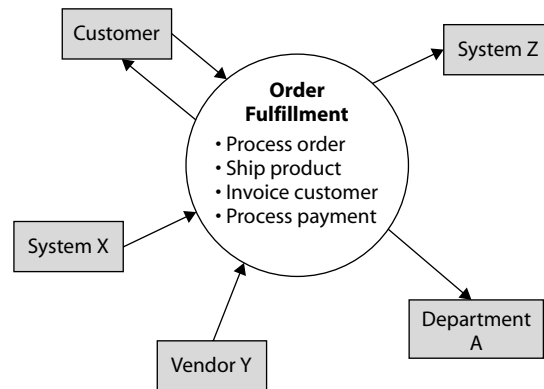 Customer
System Z
Order
Fulfillment
• Process order
• Ship product
• Invoice customer
• Process payment
System X
Department
A
Vendor Y